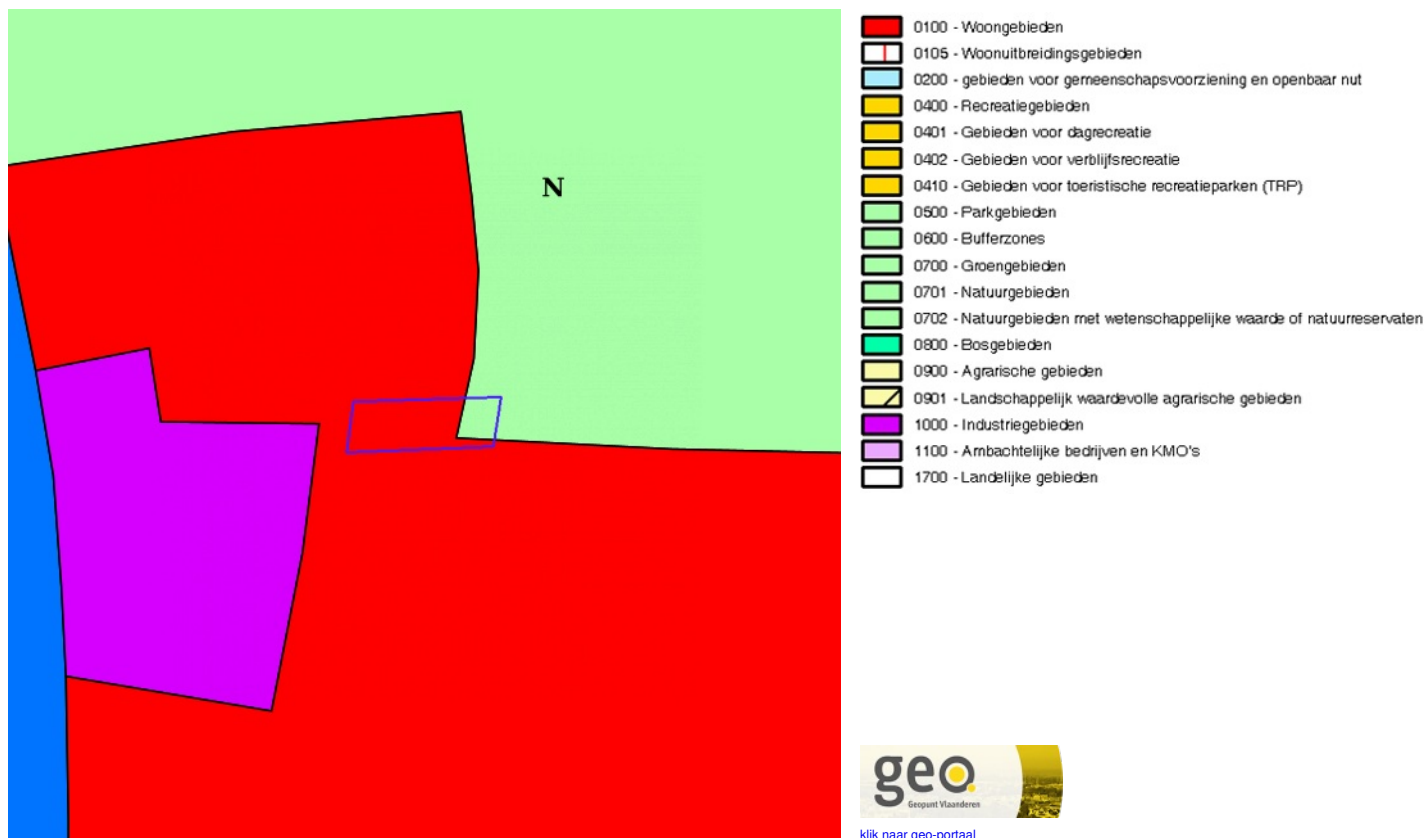 N
0100 - Woongebieden
0105 - Woonuitbreidingsgebieden
0200 - gebieden voor gemeenschapsvoorziening en openbaar nut
0400 - Recreatiegebieden
0401 - Gebieden voor dagrecreatie
0402 - Gebieden voor verblijfsrecreatie
0410 - Gebieden voor toeristische recreatieparken (TRP)
0500 - Parkgebieden
0600 - Bufferzones
0700 - Groengebieden
0701 - Natuurgebieden
0702 - Natuurgebieden met wetenschappelijke waarde of natuurreservaten
0800 - Bosgebieden
0900 - Agrarische gebieden
0901 - Landschappelijk waardevolle agrarische gebieden
1000 - Industriegebieden
1100 - Ambachtelijke bedrijven en KMO's
1700 - Landelijke gebieden
geo
Geopunt Vlaanderen
klik naar geo-portaal